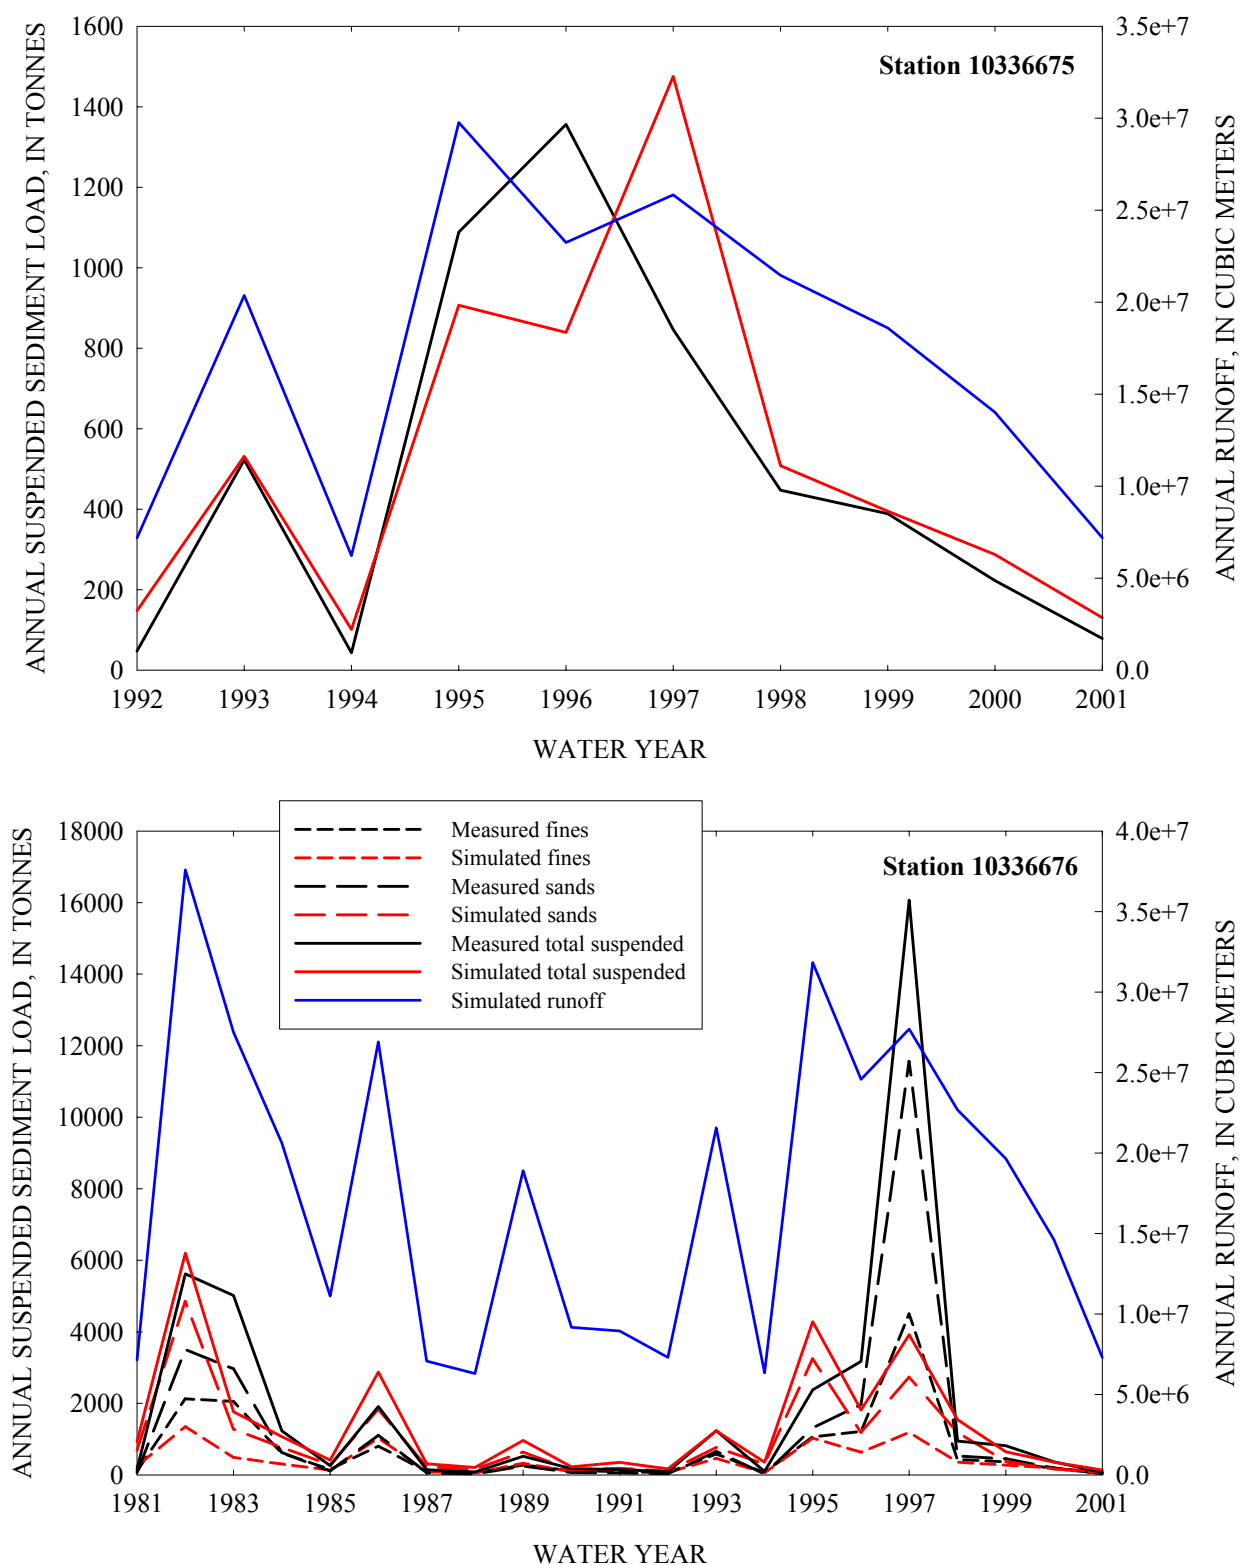 ANNUAL SUSPENDED SEDIMENT LOAD, IN TONNES
1600
1400
1200
1000
800
600
400
200
0
Station 10336675
3.5e+7
3.0e+7
2.5e+7
2.0e+7
1.5e+7
1.0e+7
5.0e+6
0.0
ANNUAL RUNOFF, IN CUBIC METERS
1992 1993 1994 1995 1996 1997 1998 1999 2000 2001
WATER YEAR
ANNUAL SUSPENDED SEDIMENT LOAD, IN TONNES
18000
16000
14000
12000
10000
8000
6000
4000
2000
0
Measured fines
Simulated fines
Measured sands
Simulated sands
Measured total suspended
Simulated total suspended
Simulated runoff
Station 10336676
4.0e+7
3.5e+7
3.0e+7
2.5e+7
2.0e+7
1.5e+7
1.0e+7
5.0e+6
0.0
ANNUAL RUNOFF, IN CUBIC METERS
1981 1983 1985 1987 1989 1991 1993 1995 1997 1999 2001
WATER YEAR